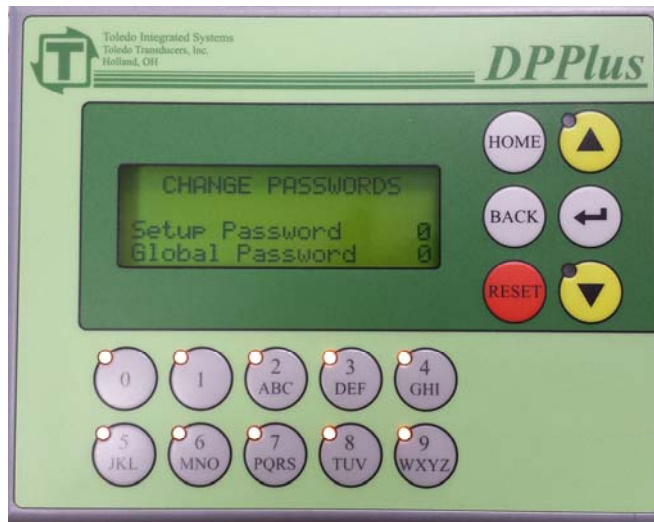 Toledo Integrated Systems
Toledo Transducers, Inc.
Holland, OH
T
DPPlus
HOME
CHANGE PASSWORDS
BACK
Setup Password 0
Global Password 0
RESET
0
1
2
ABC
3
DEF
4
GHI
5
JKL
6
MNO
7
PQRS
8
TUV
9
WXYZ